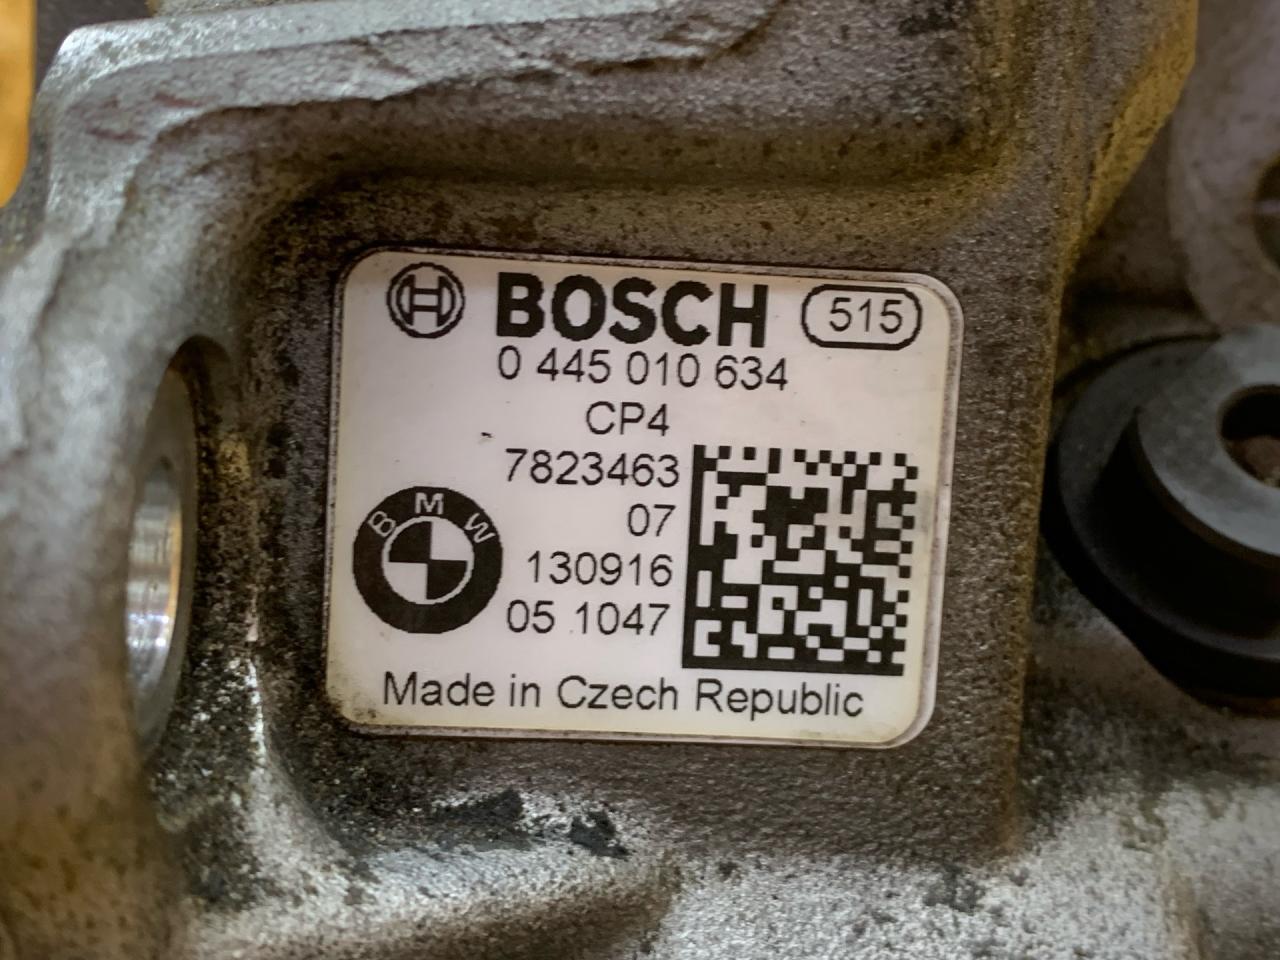 BOSCH 515
0 445 010 634
CP4
7823463
07
BMW
130916
05 1047
Made in Czech Republic